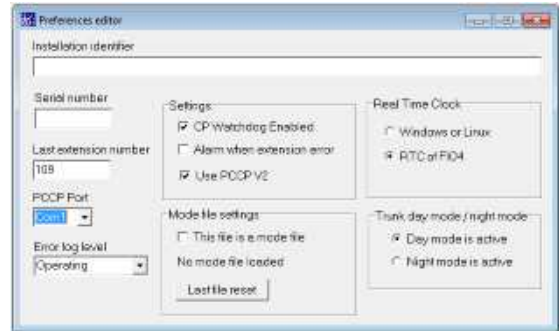 Preferences editor
Installation identifier
Serial number
Last extension number
109
PCCP Port
Com1
Error log level
Operating
Settings
CP Watchdog Enabled
Alarm when extension error
Use PCCP V2
Mode file settings
This file is a mode file
No mode file loaded
Last file reset
Real Time Clock
Windows or Linux
RTC of FIO4
Trunk day mode / night mode
Day mode is active
Night mode is active